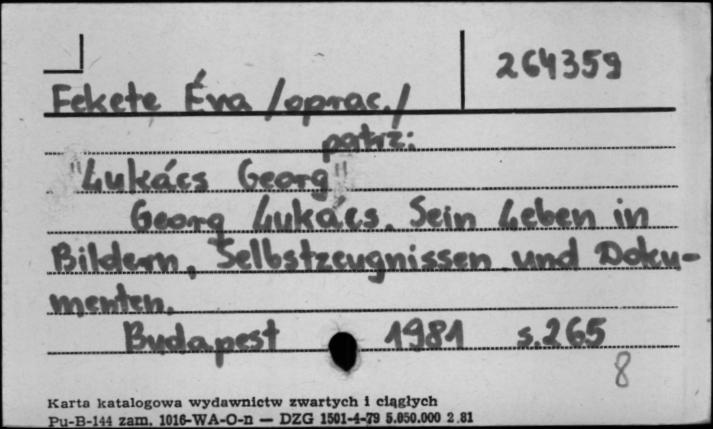 264359
Fekete Éva /oprac./
patrz:
"Lukács Georg"
Georg Lukács. Sein Leben in
Bildern, Selbstzeugnissen und Doku-
menten.
Budapest 1981 s.265
8
Karta katalogowa wydawnictw zwartych i ciągłych
Pu-B-144 zam. 1016-WA-O-n — DZG 1501-4-79 5.050.000 2.81